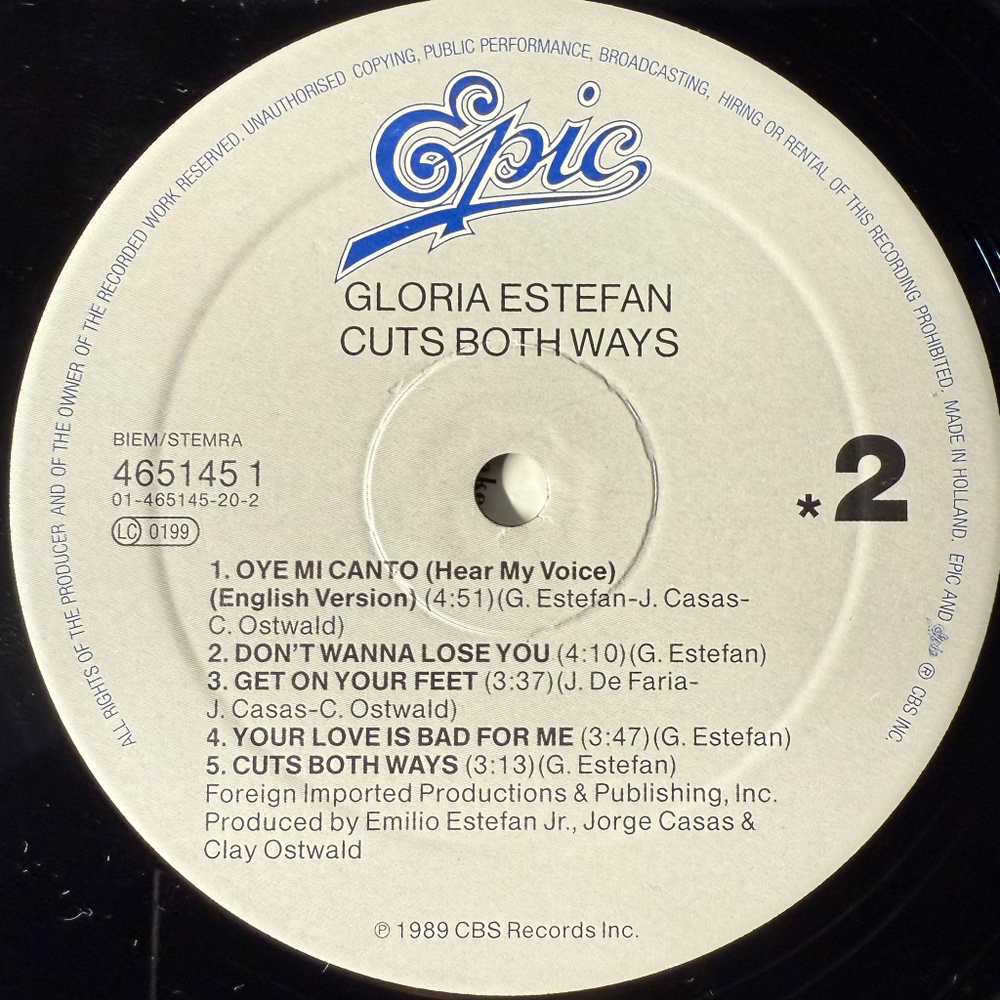 ALL RIGHTS OF THE PRODUCER AND OF THE OWNER OF THE RECORDED WORK RESERVED. UNAUTHORISED COPYING, PUBLIC PERFORMANCE, BROADCASTING, HIRING OR RENTAL OF THIS RECORDING PROHIBITED. MADE IN HOLLAND. EPIC AND Epic ® CBS INC.
Epic
GLORIA ESTEFAN
CUTS BOTH WAYS
BIEM/STEMRA
465145 1
01-465145-20-2
LC 0199
*2
1. OYE MI CANTO (Hear My Voice)
(English Version) (4:51)(G. Estefan-J. Casas-
C. Ostwald)
2. DON'T WANNA LOSE YOU (4:10)(G. Estefan)
3. GET ON YOUR FEET (3:37)(J. De Faria-
J. Casas-C. Ostwald)
4. YOUR LOVE IS BAD FOR ME (3:47)(G. Estefan)
5. CUTS BOTH WAYS (3:13)(G. Estefan)
Foreign Imported Productions & Publishing, Inc.
Produced by Emilio Estefan Jr., Jorge Casas &
Clay Ostwald
℗ 1989 CBS Records Inc.